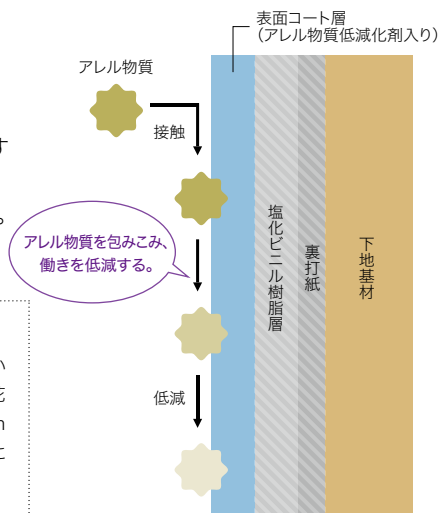 表面コート層
（アレル物質低減化剤入り）
アレル物質
接触
す
。
アレル物質を包みこみ、
働きを低減する。
塩化ビニル樹脂層
裏打紙
下地基材
低減